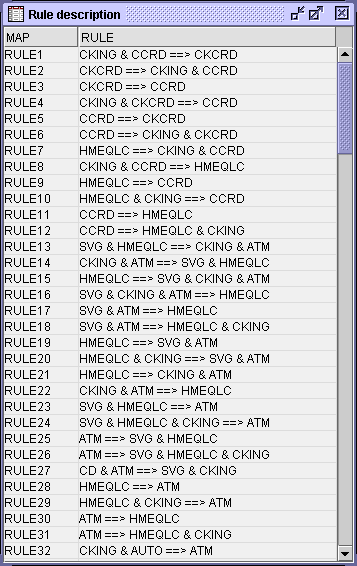 Rule description
MAP RULE
RULE1 CKING & CCRD ==> CKCRD
RULE2 CKCRD ==> CKING & CCRD
RULE3 CKCRD ==> CCRD
RULE4 CKING & CKCRD ==> CCRD
RULE5 CCRD ==> CKCRD
RULE6 CCRD ==> CKING & CKCRD
RULE7 HMEQLC ==> CKING & CCRD
RULE8 CKING & CCRD ==> HMEQLC
RULE9 HMEQLC ==> CCRD
RULE10 HMEQLC & CKING ==> CCRD
RULE11 CCRD ==> HMEQLC
RULE12 CCRD ==> HMEQLC & CKING
RULE13 SVG & HMEQLC ==> CKING & ATM
RULE14 CKING & ATM ==> SVG & HMEQLC
RULE15 HMEQLC ==> SVG & CKING & ATM
RULE16 SVG & CKING & ATM ==> HMEQLC
RULE17 SVG & ATM ==> HMEQLC
RULE18 SVG & ATM ==> HMEQLC & CKING
RULE19 HMEQLC ==> SVG & ATM
RULE20 HMEQLC & CKING ==> SVG & ATM
RULE21 HMEQLC ==> CKING & ATM
RULE22 CKING & ATM ==> HMEQLC
RULE23 SVG & HMEQLC ==> ATM
RULE24 SVG & HMEQLC & CKING ==> ATM
RULE25 ATM ==> SVG & HMEQLC
RULE26 ATM ==> SVG & HMEQLC & CKING
RULE27 CD & ATM ==> SVG & CKING
RULE28 HMEQLC ==> ATM
RULE29 HMEQLC & CKING ==> ATM
RULE30 ATM ==> HMEQLC
RULE31 ATM ==> HMEQLC & CKING
RULE32 CKING & AUTO ==> ATM